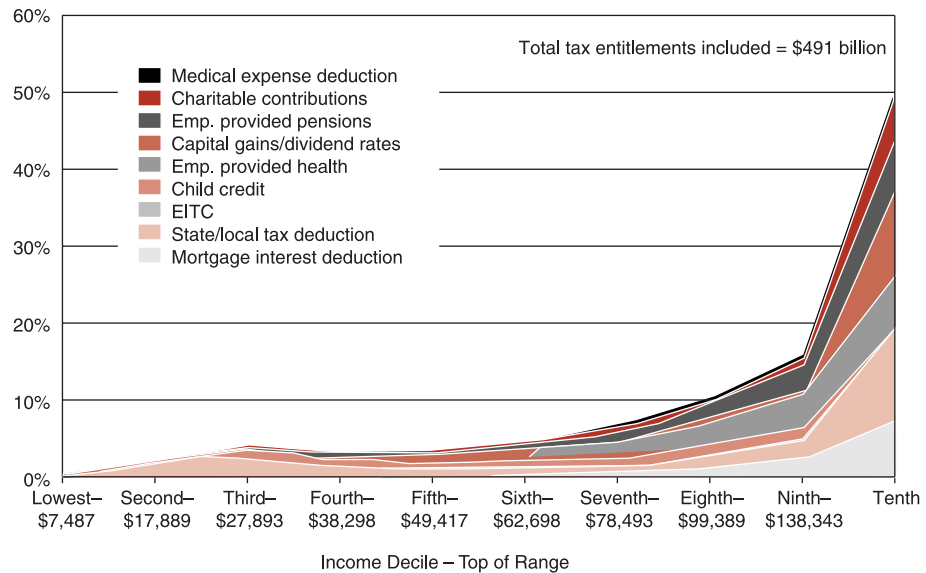 60%
Total tax entitlements included = $491 billion
Medical expense deduction
50%
Charitable contributions
Emp. provided pensions
Capital gains/dividend rates
40%
Emp. provided health
Child credit
EITC
State/local tax deduction
30%
Mortgage interest deduction
20%
10%
0%
Lowest– Second– Third– Fourth– Fifth– Sixth– Seventh– Eighth– Ninth– Tenth
$7,487 $17,889 $27,893 $38,298 $49,417 $62,698 $78,493 $99,389 $138,343
Income Decile – Top of Range